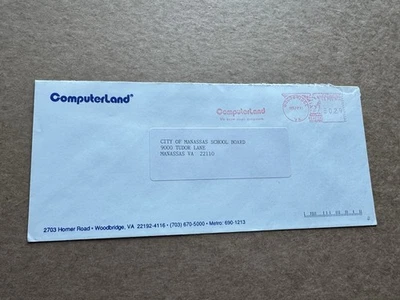 ComputerLand®
ComputerLand
CITY OF MANASSAS SCHOOL BOARD
9000 TUDOR LANE
MANASSAS VA 22110
2703 Horner Road • Woodbridge, VA 22192-4116 • (703) 670-5000 • Metro: 690-1213